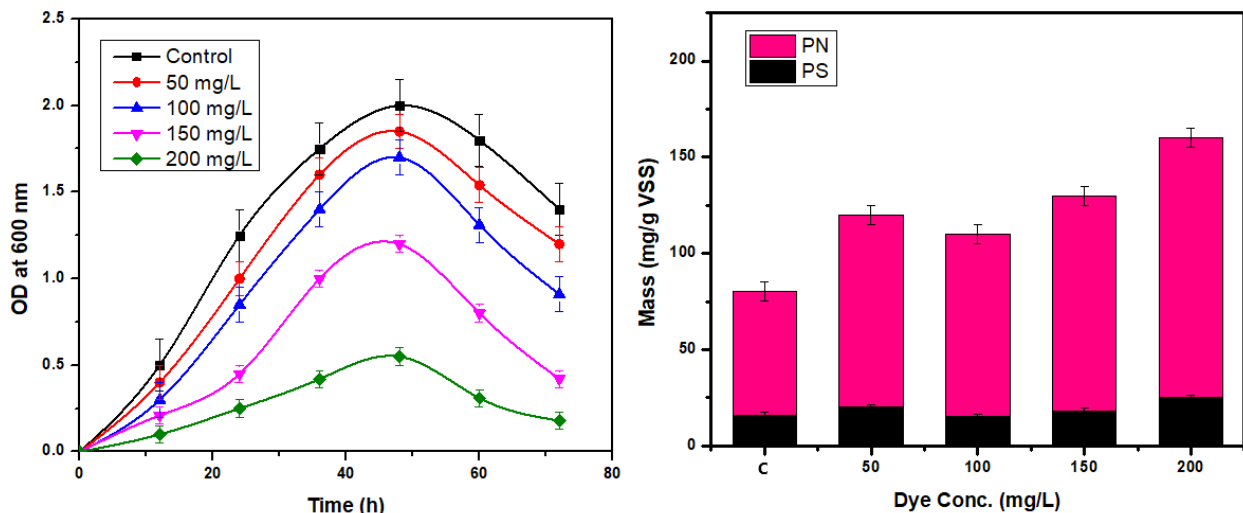 2.5
2.0
1.5
1.0
0.5
0.0
OD at 600 nm
Control
50 mg/L
100 mg/L
150 mg/L
200 mg/L
0
20
40
60
80
Time (h)
200
150
100
50
0
Mass (mg/g VSS)
PN
PS
C
50
100
150
200
Dye Conc. (mg/L)